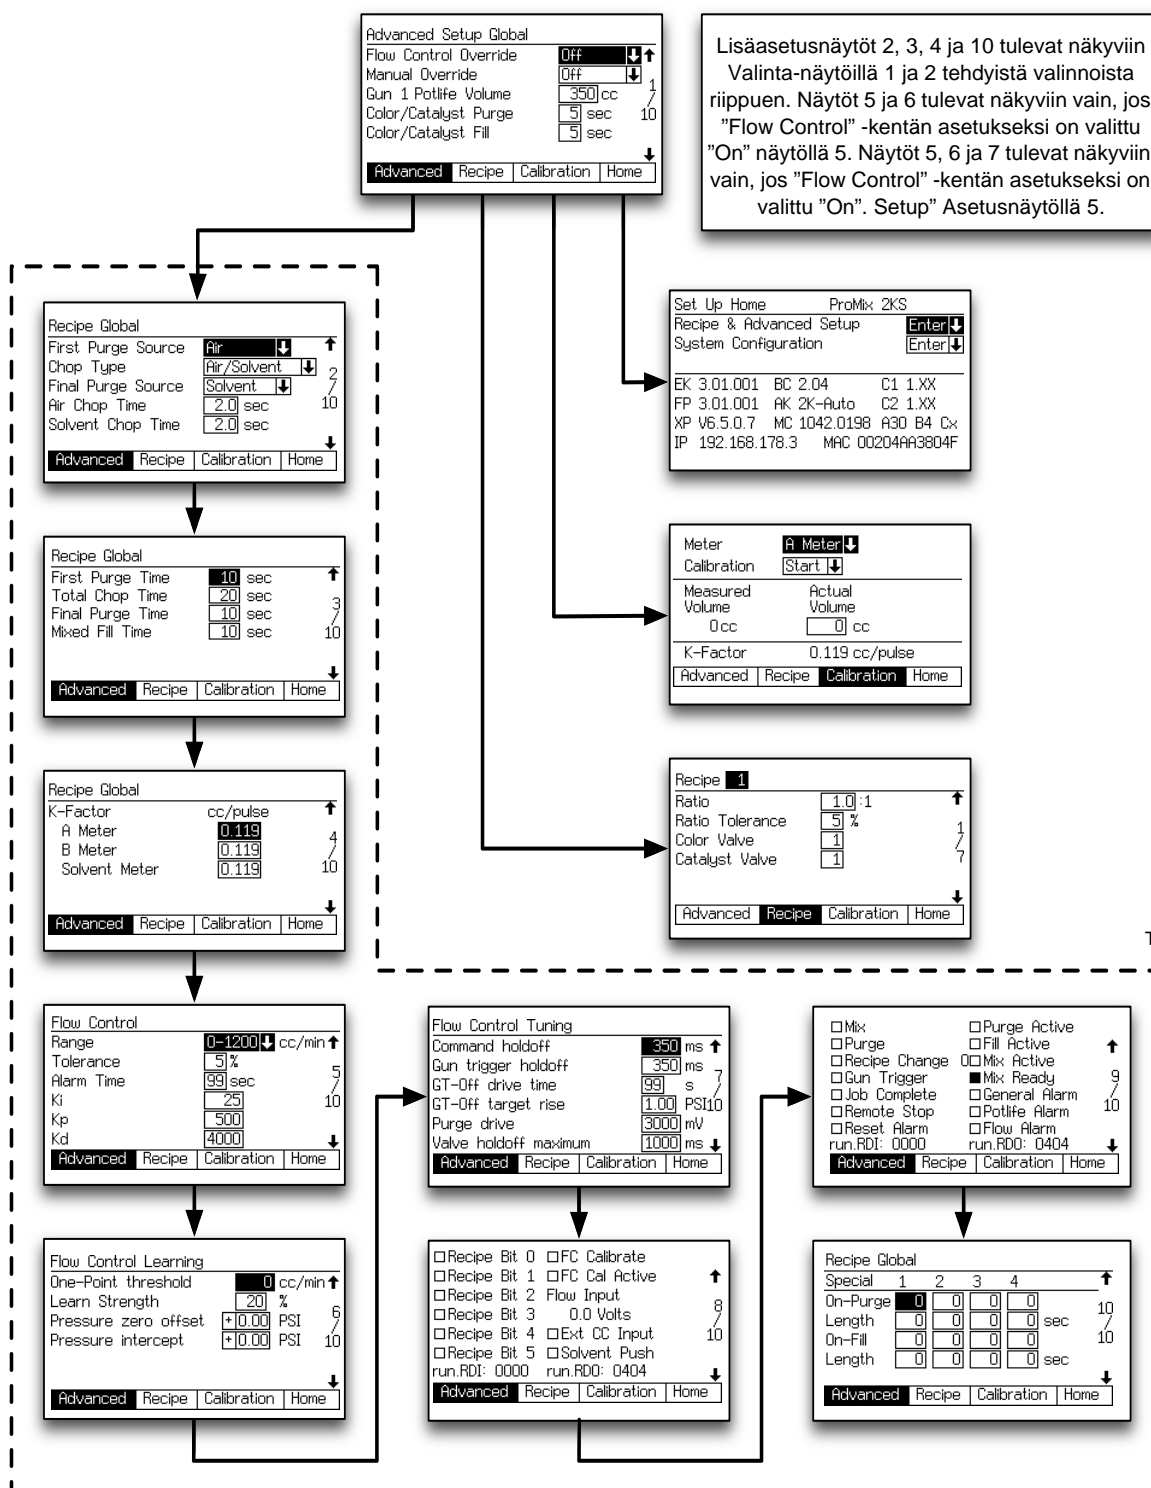 Advanced Setup Global
Flow Control Override Off
Manual Override Off
Gun 1 Potlife Volume 350 cc
Color/Catalyst Purge 5 sec
Color/Catalyst Fill 5 sec
1/10
Advanced Recipe Calibration Home
Lisäasetusnäytöt 2, 3, 4 ja 10 tulevat näkyviin
Valinta-näytöillä 1 ja 2 tehdyistä valinnoista
riippuen. Näytöt 5 ja 6 tulevat näkyviin vain, jos
”Flow Control” -kentän asetukseksi on valittu
”On” näytöllä 5. Näytöt 5, 6 ja 7 tulevat näkyviin
vain, jos ”Flow Control” -kentän asetukseksi on
valittu ”On”. Setup” Asetusnäytöllä 5.
Recipe Global
First Purge Source Air
Chop Type Air/Solvent
Final Purge Source Solvent
Air Chop Time 2.0 sec
Solvent Chop Time 2.0 sec
2/10
Advanced Recipe Calibration Home
Set Up Home ProMix 2KS
Recipe & Advanced Setup Enter
System Configuration Enter
EK 3.01.001 BC 2.04 C1 1.XX
FP 3.01.001 AK 2K-Auto C2 1.XX
XP V6.5.0.7 MC 1042.0198 A30 B4 Cx
IP 192.168.178.3 MAC 00204AA3804F
Recipe Global
First Purge Time 10 sec
Total Chop Time 20 sec
Final Purge Time 10 sec
Mixed Fill Time 10 sec
3/10
Advanced Recipe Calibration Home
Meter A Meter
Calibration Start
Measured Actual
Volume Volume
0 cc 0 cc
K-Factor 0.119 cc/pulse
Advanced Recipe Calibration Home
Recipe Global
K-Factor cc/pulse
A Meter 0.119
B Meter 0.119
Solvent Meter 0.119
4/10
Advanced Recipe Calibration Home
Recipe 1
Ratio 1.0 :1
Ratio Tolerance 5 %
Color Valve 1
Catalyst Valve 1
1/7
Advanced Recipe Calibration Home
T
Flow Control
Range 0-1200 cc/min
Tolerance 5 %
Alarm Time 99 sec
Ki 25
Kp 500
Kd 4000
5/10
Advanced Recipe Calibration Home
Flow Control Tuning
Command holdoff 350 ms
Gun trigger holdoff 350 ms
GT-Off drive time 99 s
GT-Off target rise 1.00 PSI
Purge drive 3000 mV
Valve holdoff maximum 1000 ms
7/10
Advanced Recipe Calibration Home
Mix Purge Active
Purge Fill Active
Recipe Change 0 Mix Active
Gun Trigger Mix Ready
Job Complete General Alarm
Remote Stop Potlife Alarm
Reset Alarm Flow Alarm
run.RDI: 0000 run.RDO: 0404
9/10
Advanced Recipe Calibration Home
Flow Control Learning
One-Point threshold 0 cc/min
Learn Strength 20 %
Pressure zero offset + 0.00 PSI
Pressure intercept + 0.00 PSI
6/10
Advanced Recipe Calibration Home
Recipe Bit 0 FC Calibrate
Recipe Bit 1 FC Cal Active
Recipe Bit 2 Flow Input
Recipe Bit 3 0.0 Volts
Recipe Bit 4 Ext CC Input
Recipe Bit 5 Solvent Push
run.RDI: 0000 run.RDO: 0404
8/10
Advanced Recipe Calibration Home
Recipe Global
Special 1 2 3 4
On-Purge 0 0 0 0
Length 0 0 0 0 sec
On-Fill 0 0 0 0
Length 0 0 0 0 sec
10/10
Advanced Recipe Calibration Home